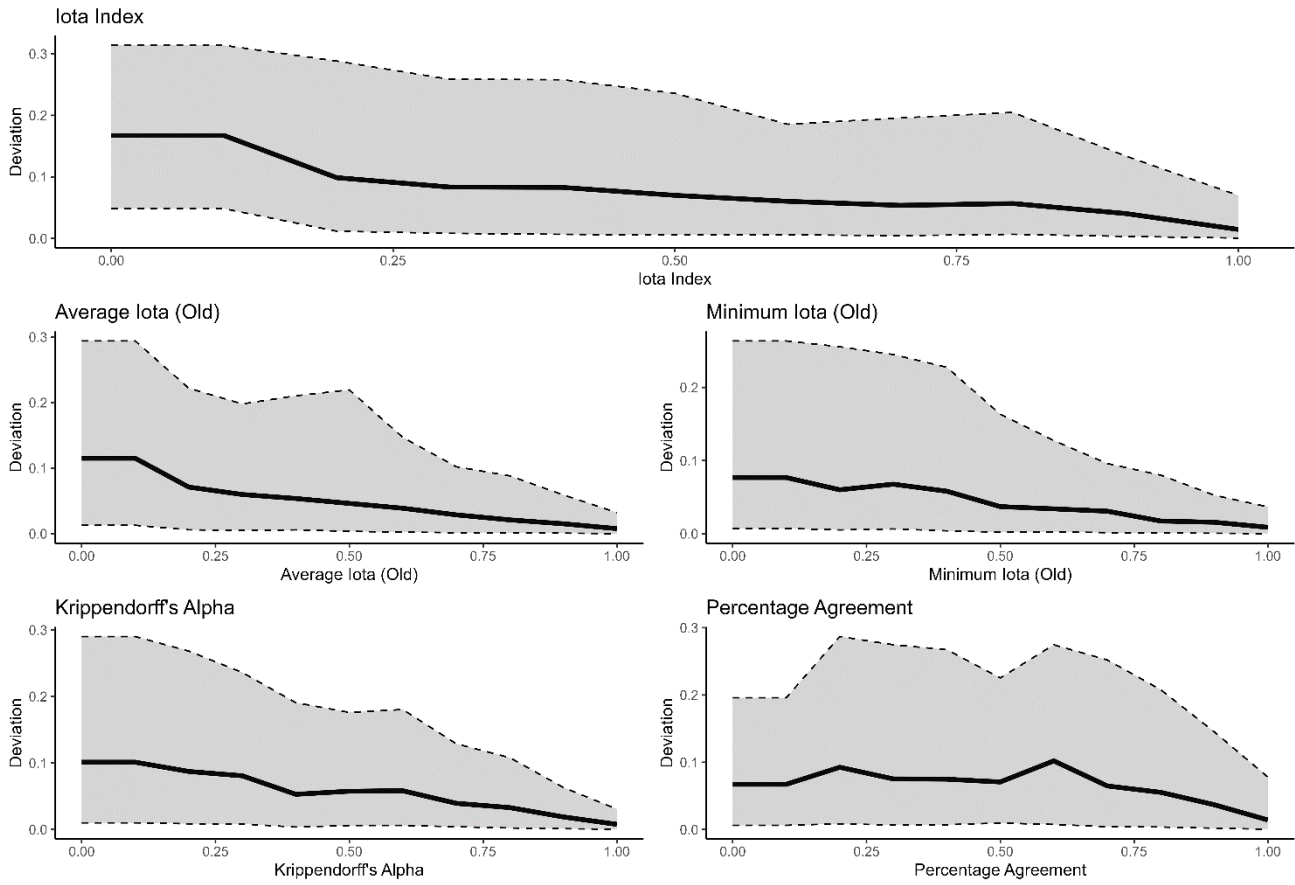 Iota Index
0.3
0.2
0.1
0.0
Deviation
0.00 0.25 0.50 0.75 1.00
Iota Index
Average Iota (Old)
0.3
0.2
0.1
0.0
Deviation
0.00 0.25 0.50 0.75 1.00
Average Iota (Old)
Minimum Iota (Old)
0.2
0.1
0.0
Deviation
0.00 0.25 0.50 0.75 1.00
Minimum Iota (Old)
Krippendorff's Alpha
0.3
0.2
0.1
0.0
Deviation
0.00 0.25 0.50 0.75 1.00
Krippendorff's Alpha
Percentage Agreement
0.3
0.2
0.1
0.0
Deviation
0.00 0.25 0.50 0.75 1.00
Percentage Agreement